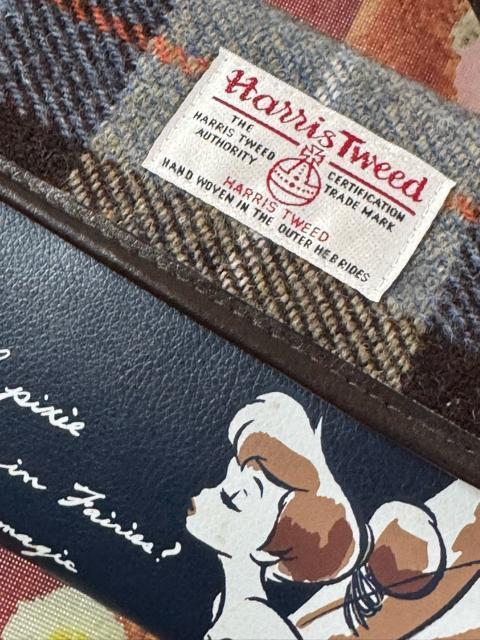 Harris Tweed
THE
HARRIS TWEED
AUTHORITY
CERTIFICATION
TRADE MARK
HARRIS TWEED
HAND WOVEN IN THE OUTER HEBRIDES
pixie
in Fairies?
magic